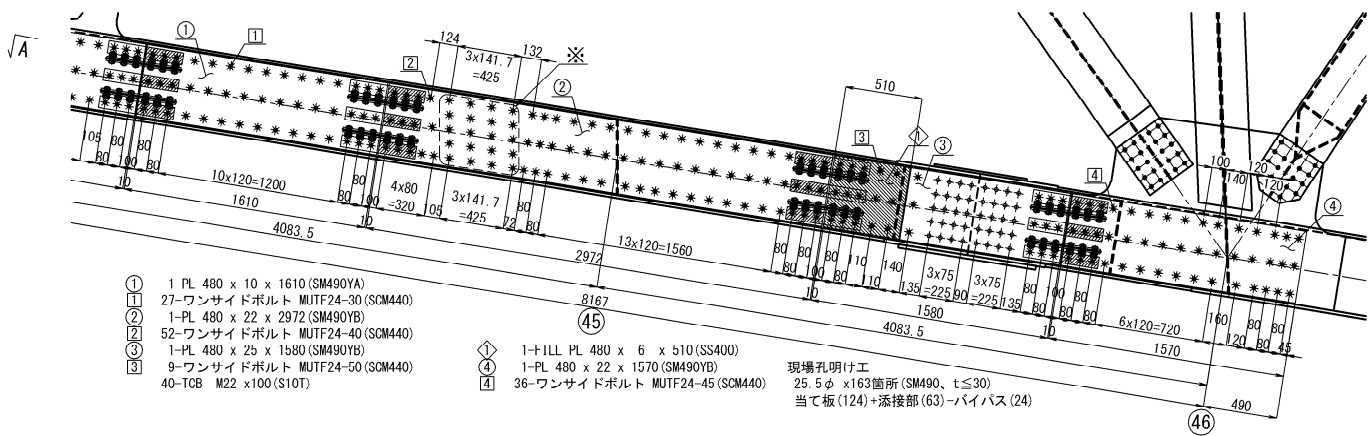 √A
① 1
124
3x141.7
=425
132
※
2
②
510
3 1 ③
4
100 120
140 120
④
105 80 80
80 100 80
10
10x120=1200
1610
4083.5
80 80
80 100 80
10
4x80
=320
105
3x141.7
=425
72 80
80
13x120=1560
2972
8167
㊺
80 80 80 110 140
80 100 80 110
10
135
3x75
=225
90
3x75
=225
135
1580
4083.5
80 80 80
80 100 80
10
6x120=720
1570
160 80 80
120 80 45
490
㊻
① 1 PL 480 x 10 x 1610(SM490YA)
1 27-ワンサイドボルト MUTF24-30(SCM440)
② 1-PL 480 x 22 x 2972(SM490YB)
2 52-ワンサイドボルト MUTF24-40(SCM440)
③ 1-PL 480 x 25 x 1580(SM490YB)
3 9-ワンサイドボルト MUTF24-50(SCM440)
40-TCB M22 x100(S10T)
1 1-FILL PL 480 x 6 x 510(SS400)
④ 1-PL 480 x 22 x 1570(SM490YB)
4 36-ワンサイドボルト MUTF24-45(SCM440)
現場孔明け工
25.5φ x163箇所(SM490、t≦30)
当て板(124)+添接部(63)-バイパス(24)